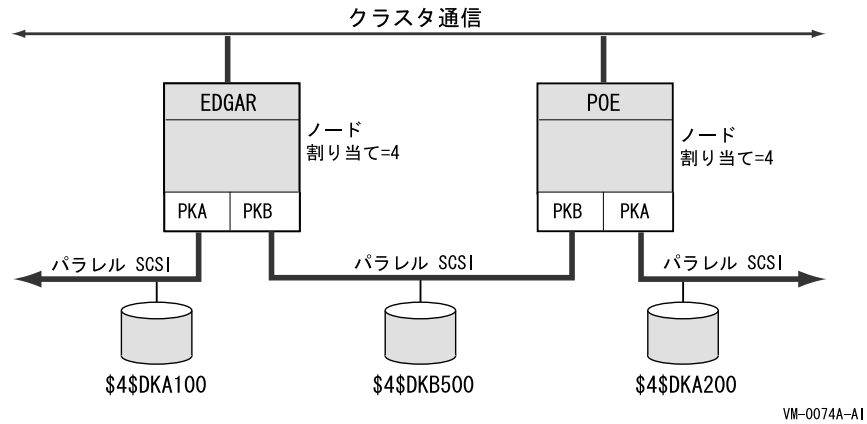 クラスタ通信
EDGAR
POE
ノード
割り当て=4
ノード
割り当て=4
PKA
PKB
PKB
PKA
パラレル SCSI
パラレル SCSI
パラレル SCSI
$4$DKA100
$4$DKB500
$4$DKA200
VM-0074A-AI